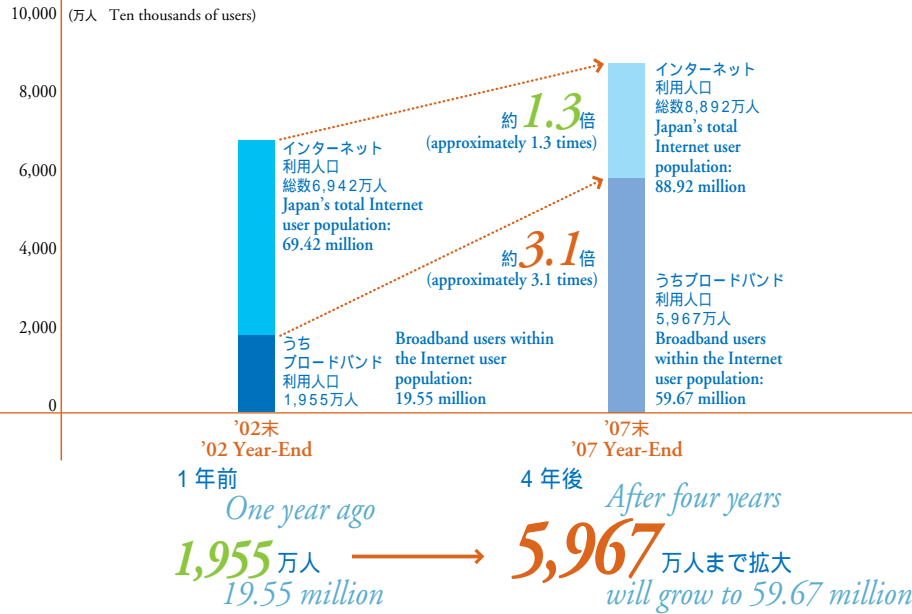 10,000
(万人 Ten thousands of users)
8,000
6,000
4,000
2,000
0
インターネット
利用人口
総数6,942万人
Japan’s total Internet
user population:
69.42 million
うち
ブロードバンド
利用人口
1,955万人
Broadband users within
the Internet user
population:
19.55 million
約1.3倍
(approximately 1.3 times)
約3.1倍
(approximately 3.1 times)
インターネット
利用人口
総数8,892万人
Japan’s total
Internet user
population:
88.92 million
うちブロードバンド
利用人口
5,967万人
Broadband users
within the Internet
user population:
59.67 million
’02末
’02 Year-End
’07末
’07 Year-End
1年前
One year ago
1,955万人
19.55 million
4年後
After four years
5,967万人まで拡大
will grow to 59.67 million